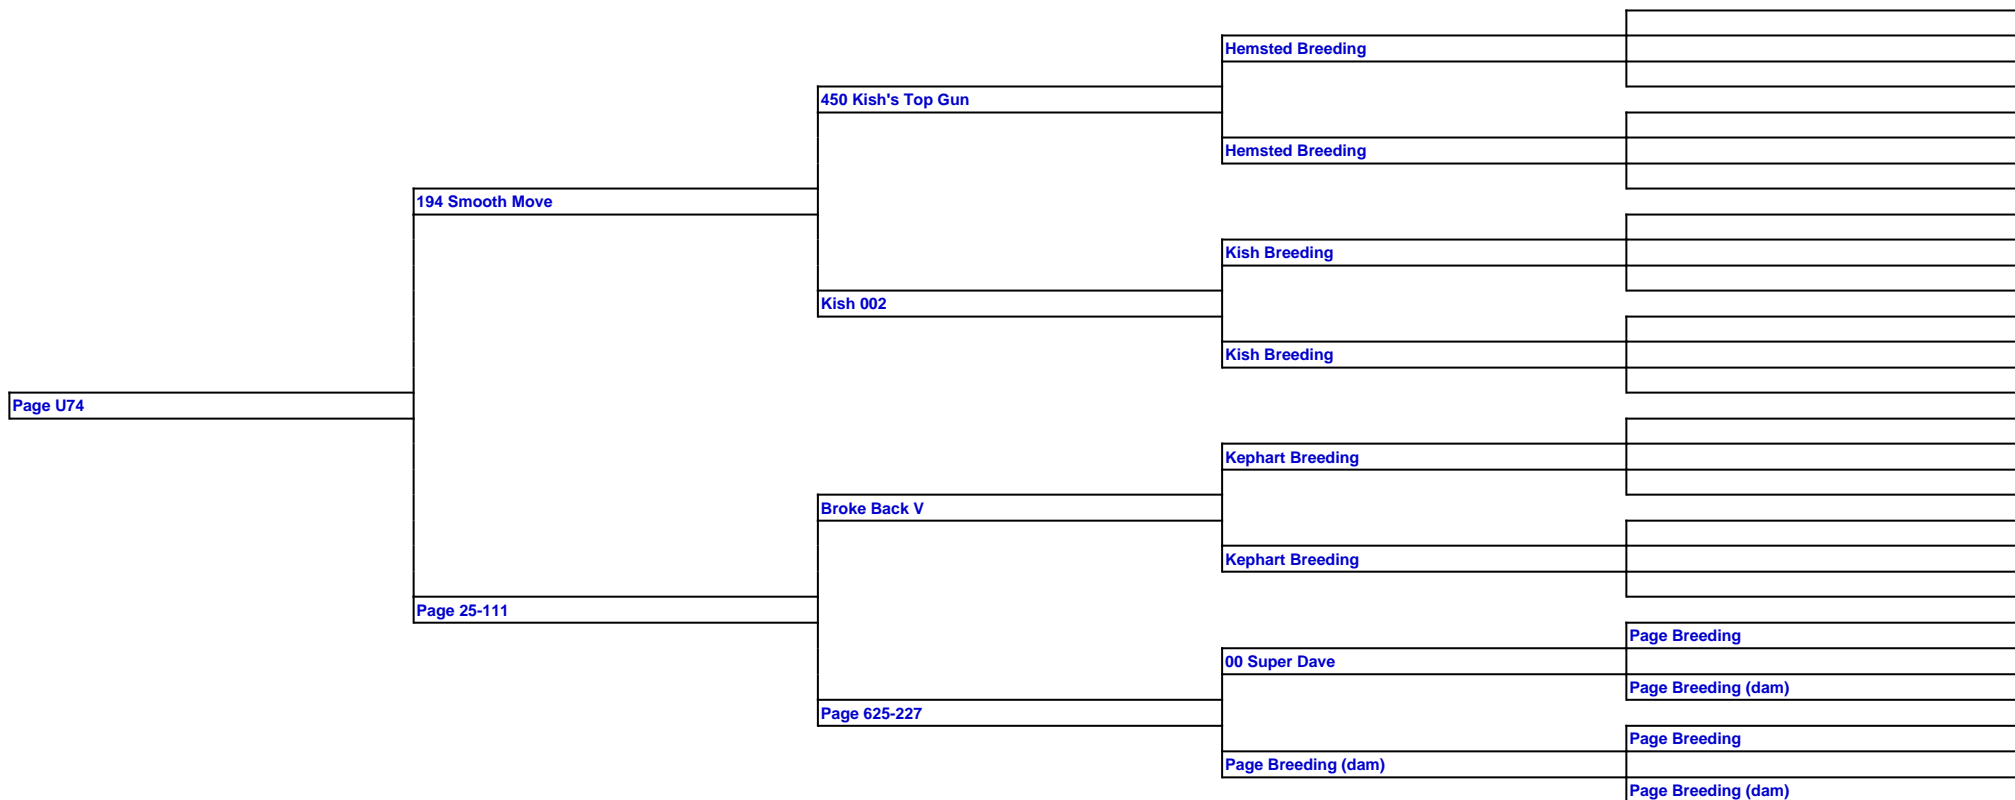 Hemsted Breeding
450 Kish's Top Gun
Hemsted Breeding
194 Smooth Move
Kish Breeding
Kish 002
Kish Breeding
Page U74
Kephart Breeding
Broke Back V
Kephart Breeding
Page 25-111
Page Breeding
00 Super Dave
Page Breeding (dam)
Page 625-227
Page Breeding
Page Breeding (dam)
Page Breeding (dam)